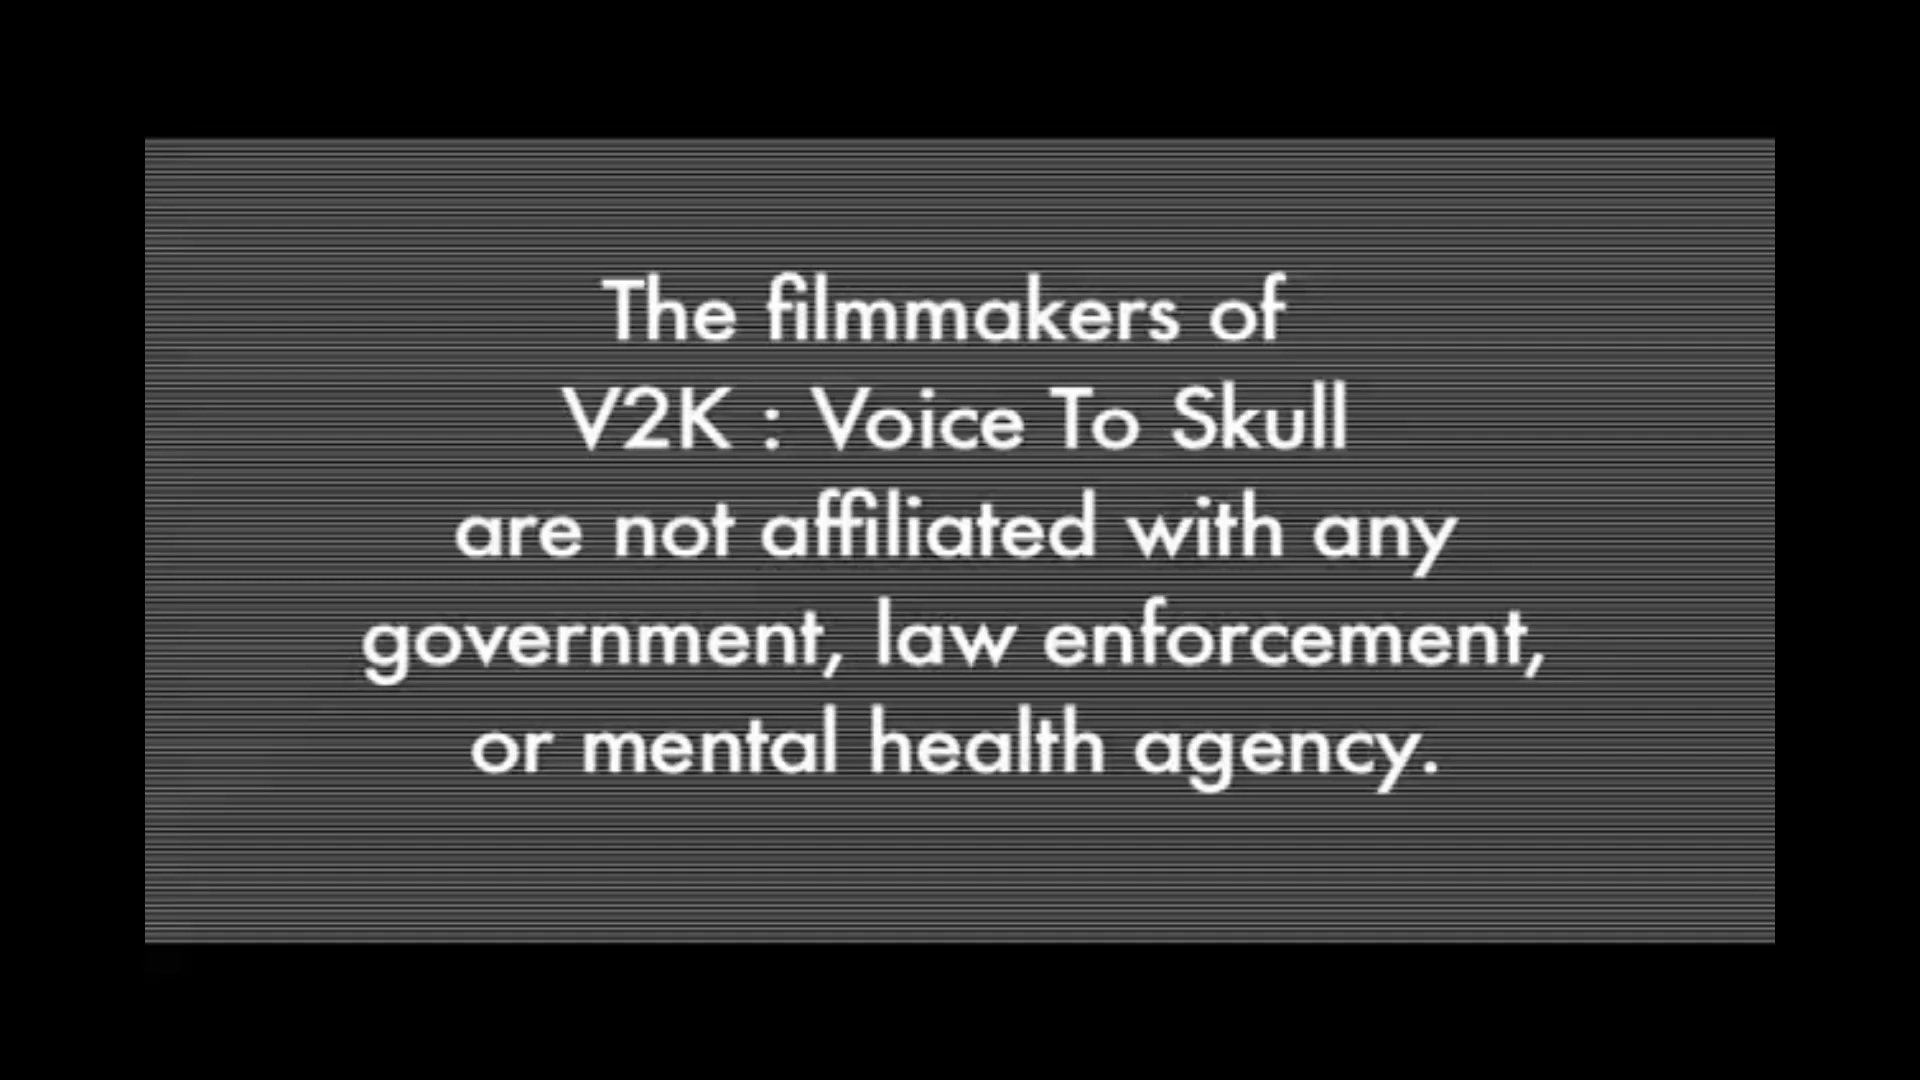 The filmmakers of
V2K : Voice To Skull
are not affiliated with any
government, law enforcement,
or mental health agency.